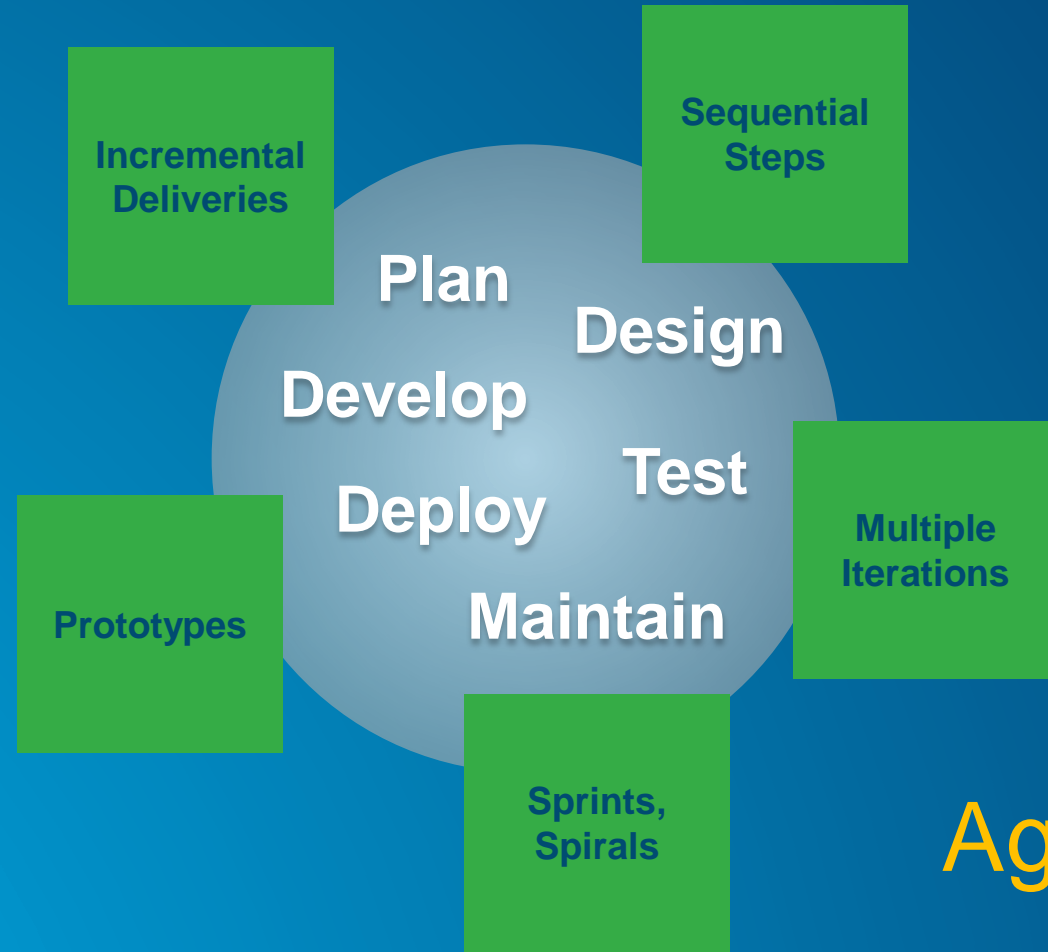 Sequential
Steps
Incremental
Deliveries
Plan
Design
Develop
Test
Deploy
Multiple
Iterations
Prototypes
Maintain
Sprints,
Spirals
Ag